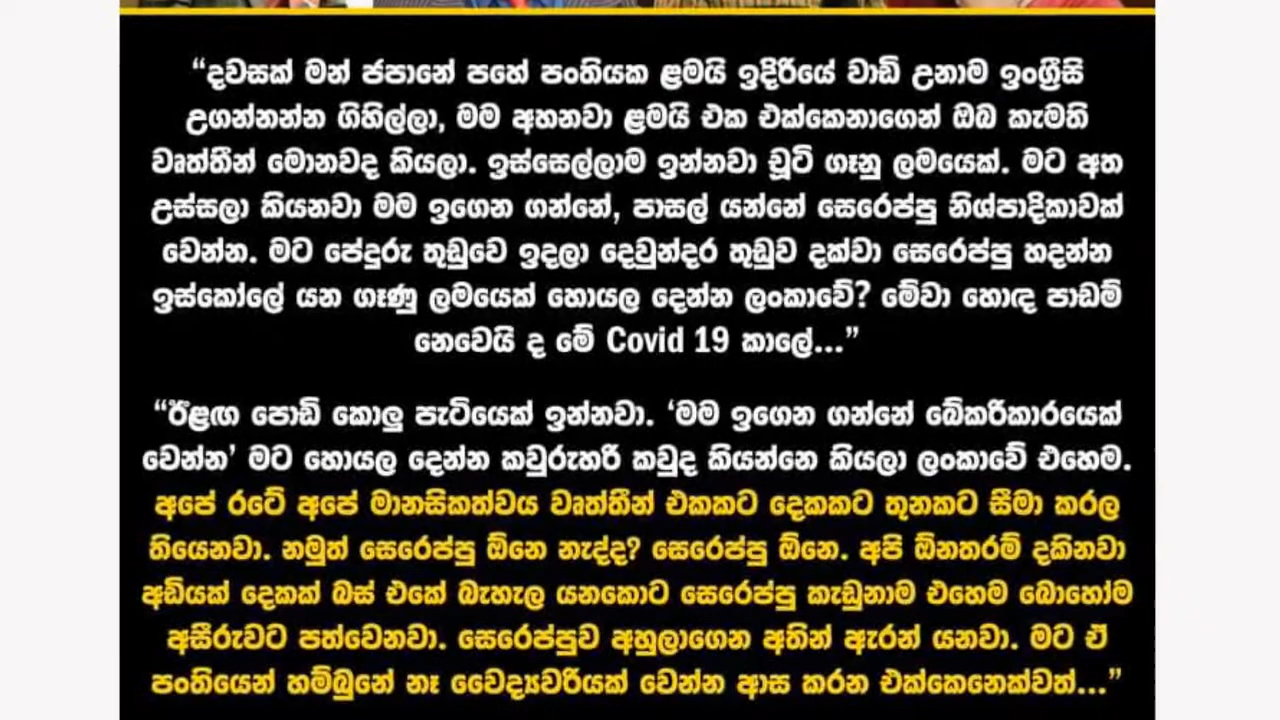 “දවසක් මන් ජපානේ පහේ පංතියක ළමයි ඉදිරියේ වාඩි උනාම ඉංග්‍රීසි
උගන්නන්න ගිහිල්ලා, මම අහනවා ළමයි එක එක්කෙනාගෙන් ඔබ කැමති
වෘත්තීන් මොනවද කියලා. ඉස්සෙල්ලාම ඉන්නවා චූටි ගෑනු ලමයෙක්. මට අත
උස්සලා කියනවා මම ඉගෙන ගන්නේ, පාසල් යන්නේ සෙරෙප්පු නිශ්පාදිකාවක්
වෙන්න. මට පේදුරු තුඩුවෙ ඉදලා දෙවුන්දර තුඩුව දක්වා සෙරෙප්පු හදන්න
ඉස්කෝලේ යන ගෑණු ලමයෙක් හොයල දෙන්න ලංකාවේ? මේවා හොඳ පාඩම්
නෙවෙයි ද මේ Covid 19 කාලේ...”
“ඊළඟ පොඩි කොලු පැටියෙක් ඉන්නවා. ‘මම ඉගෙන ගන්නේ බේකරිකාරයෙක්
වෙන්න’ මට හොයල දෙන්න කවුරුහරි කවුද කියන්නෙ කියලා ලංකාවේ එහෙම.
අපේ රටේ අපේ මානසිකත්වය වෘත්තීන් එකකට දෙකකට තුනකට සීමා කරල
තියෙනවා. නමුත් සෙරෙප්පු ඕනෙ නැද්ද? සෙරෙප්පු ඕනෙ. අපි ඕනතරම් දකිනවා
අඩියක් දෙකක් බස් එකේ බැහැල යනකොට සෙරෙප්පු කැඩුනාම එහෙම බොහෝම
අසීරුවට පත්වෙනවා. සෙරෙප්පුව අහුලාගෙන අතින් ඇරන් යනවා. මට ඒ
පංතියෙන් හම්බුනේ නෑ වෛද්‍යවරියක් වෙන්න ආස කරන එක්කෙනෙක්වත්...”